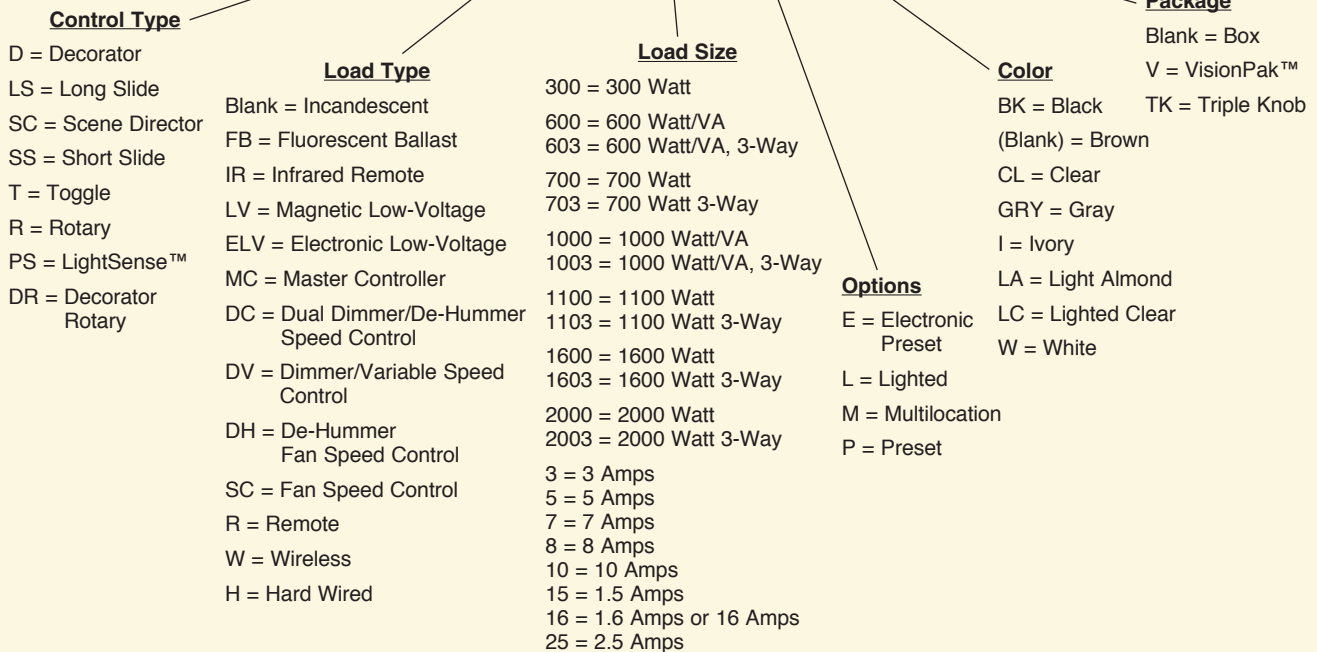 Control Type
D = Decorator
LS = Long Slide
SC = Scene Director
SS = Short Slide
T = Toggle
R = Rotary
PS = LightSense™
DR = Decorator
Rotary
Load Type
Blank = Incandescent
FB = Fluorescent Ballast
IR = Infrared Remote
LV = Magnetic Low-Voltage
ELV = Electronic Low-Voltage
MC = Master Controller
DC = Dual Dimmer/De-Hummer
Speed Control
DV = Dimmer/Variable Speed
Control
DH = De-Hummer
Fan Speed Control
SC = Fan Speed Control
R = Remote
W = Wireless
H = Hard Wired
Load Size
300 = 300 Watt
600 = 600 Watt/VA
603 = 600 Watt/VA, 3-Way
700 = 700 Watt
703 = 700 Watt 3-Way
1000 = 1000 Watt/VA
1003 = 1000 Watt/VA, 3-Way
1100 = 1100 Watt
1103 = 1100 Watt 3-Way
1600 = 1600 Watt
1603 = 1600 Watt 3-Way
2000 = 2000 Watt
2003 = 2000 Watt 3-Way
3 = 3 Amps
5 = 5 Amps
7 = 7 Amps
8 = 8 Amps
10 = 10 Amps
15 = 1.5 Amps
16 = 1.6 Amps or 16 Amps
25 = 2.5 Amps
Options
E = Electronic
Preset
L = Lighted
M = Multilocation
P = Preset
Color
BK = Black
(Blank) = Brown
CL = Clear
GRY = Gray
I = Ivory
LA = Light Almond
LC = Lighted Clear
W = White
Package
Blank = Box
V = VisionPak™
TK = Triple Knob